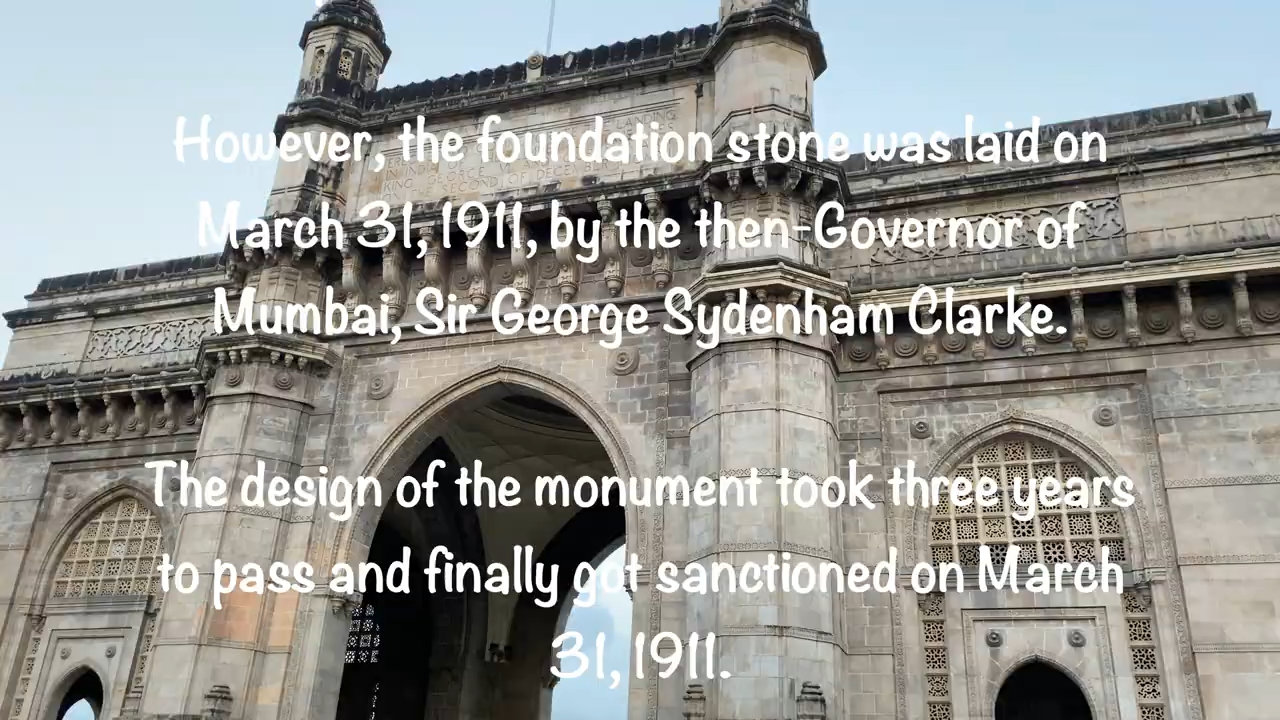 However, the foundation stone was laid on
March 31, 1911, by the then-Governor of
Mumbai, Sir George Sydenham Clarke.
LANDING
The design of the monument took three years
to pass and finally got sanctioned on March
31, 1911.